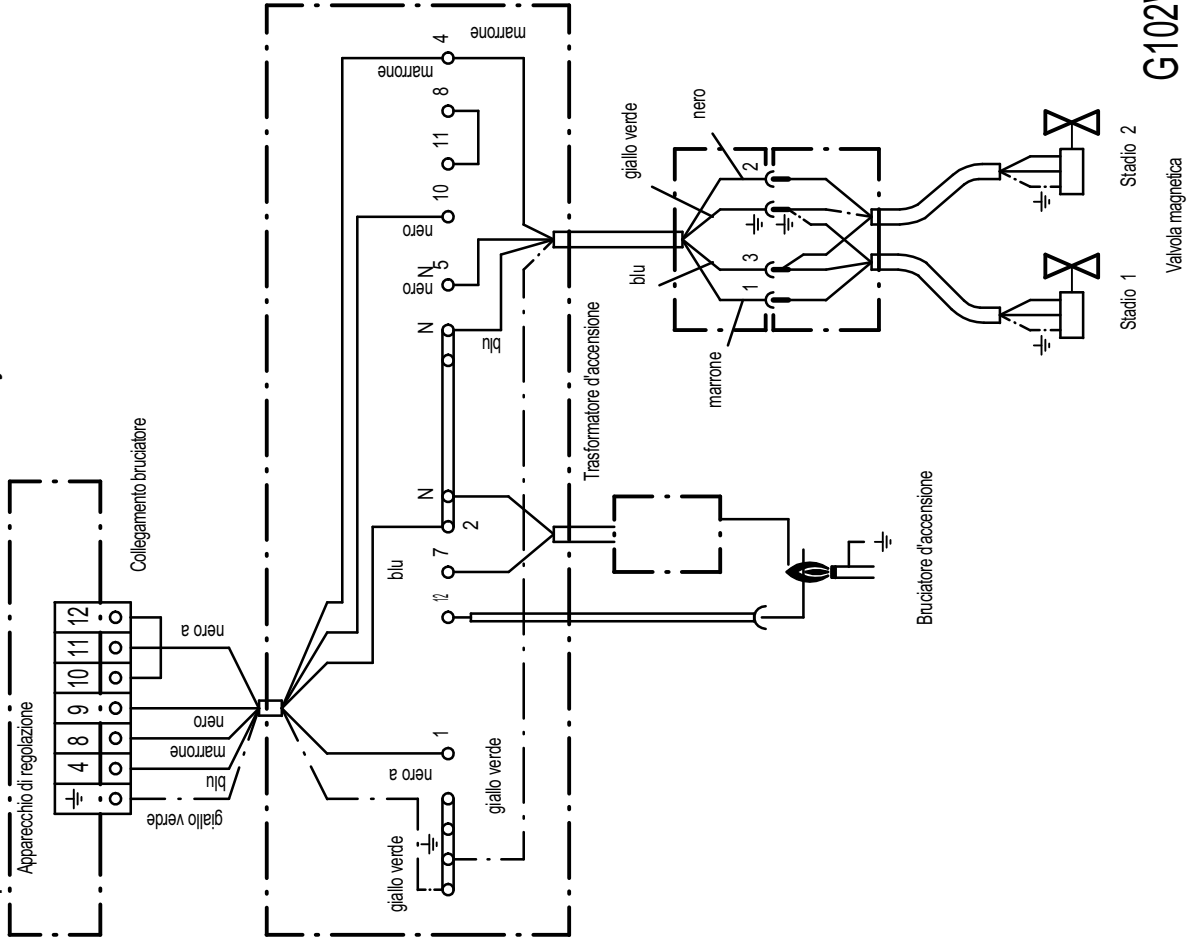 Apparecchio di regolazione
4 8 9 10 11 12
Collegamento bruciatore
giallo verde
blu
marrone
nero
nero a
giallo verde
nero a
1
giallo verde
12
7
2
N
blu
N
blu
nero
N
5
nero
10
11
8
4
marrone
marrone
Trasformatore d'accensione
Bruciatore d'accensione
marrone
blu
giallo verde
nero
1
3
2
Stadio 1
Stadio 2
Valvola magnetica